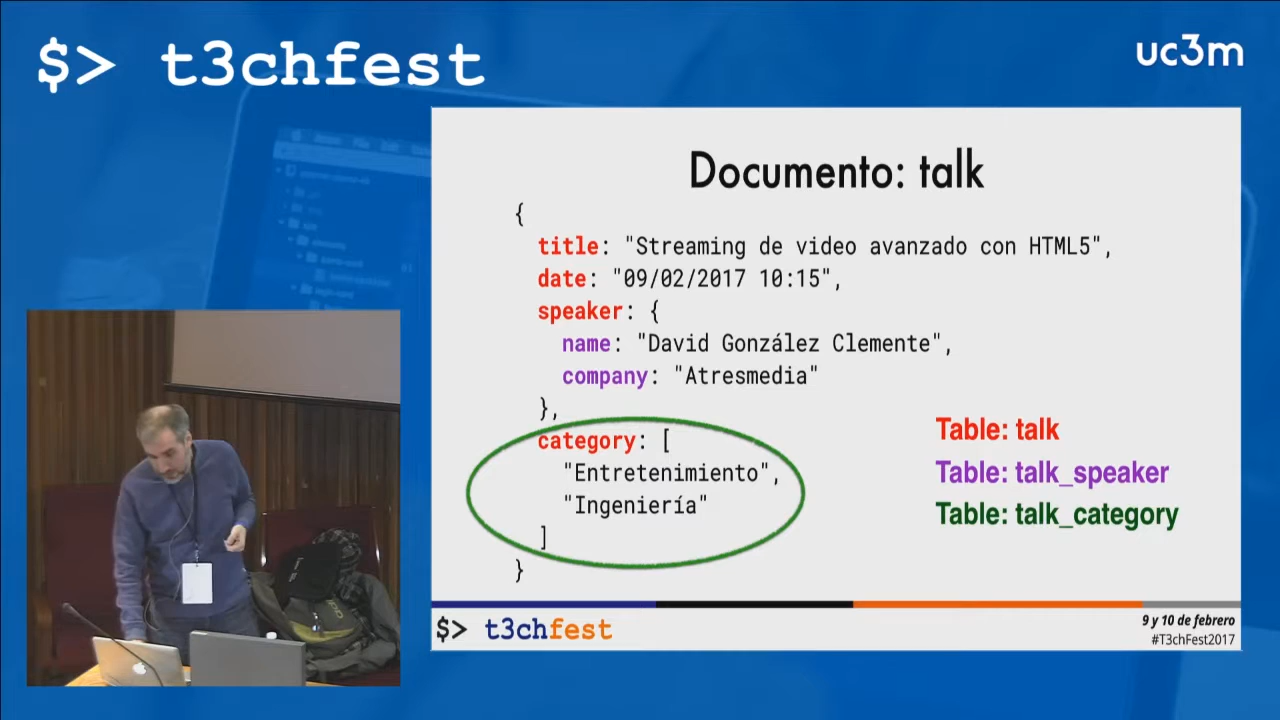 $> t3chfest
uc3m
Documento: talk
{
title: "Streaming de video avanzado con HTML5",
date: "09/02/2017 10:15",
speaker: {
name: "David González Clemente",
company: "Atresmedia"
},
category: [
"Entretenimiento",
"Ingeniería"
]
}
Table: talk
Table: talk_speaker
Table: talk_category
$> t3chfest
9 y 10 de febrero
#T3chFest2017